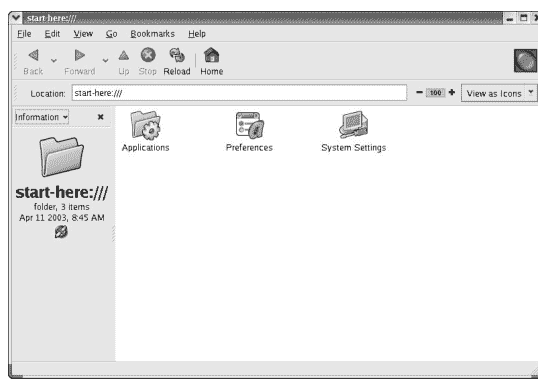 start-here:///
File Edit View Go Bookmarks Help
Back Forward Up Stop Reload Home
Location: start-here:/// 100 View as Icons
Information
Applications Preferences System Settings
start-here:///
folder, 3 items
Apr 11 2003, 8:45 AM